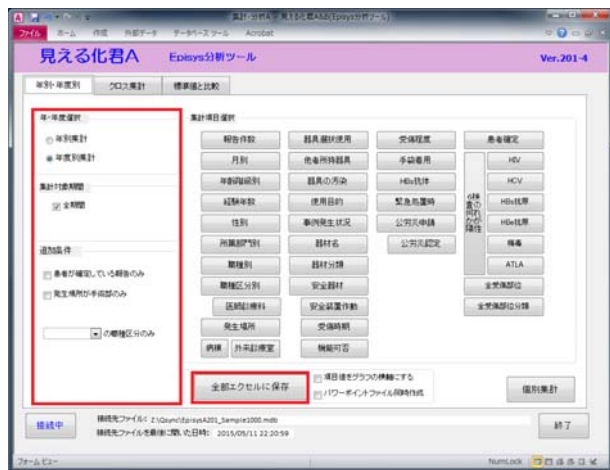 ファイル ホーム 作成 外部データ データベース ツール Acrobat
見える化君A Episys分析ツール Ver.201-4
年別・年度別 クロス集計 標準値と比較
年・年度選択
年別集計
年度別集計
集計対象期間
全期間
追加条件
患者が確定している報告のみ
発生場所が手術部のみ
の職種区分のみ
集計項目選択
報告件数 器具選択使用 受傷程度 患者確定
月別 他者所持器具 手袋着用 HIV
年齢階級別 器具の汚染 HBs抗体 HCV
経験年数 使用目的 緊急処置時 HBs抗原
性別 事例発生状況 公労災申請 HBe抗原
所属部門別 器材名 公労災認定 梅毒
職種別 器材分類 ATLA
6検査の何れかが陽性
職種区分別 安全器材 全受傷部位
医師診療科 安全装置作動 全受傷部位分類
発生場所 受傷時期
病棟 外来診療室 機能可否
全部エクセルに保存
項目値をグラフの横軸にする
パワーポイントファイル同時作成
個別集計
接続中
接続先ファイル: Z:\Qsync\EpisysA201_Sample1000.mdb
接続先ファイルを最後に開いた日時: 2015/05/11 22:20:59
終了
フォーム ビュー NumLock